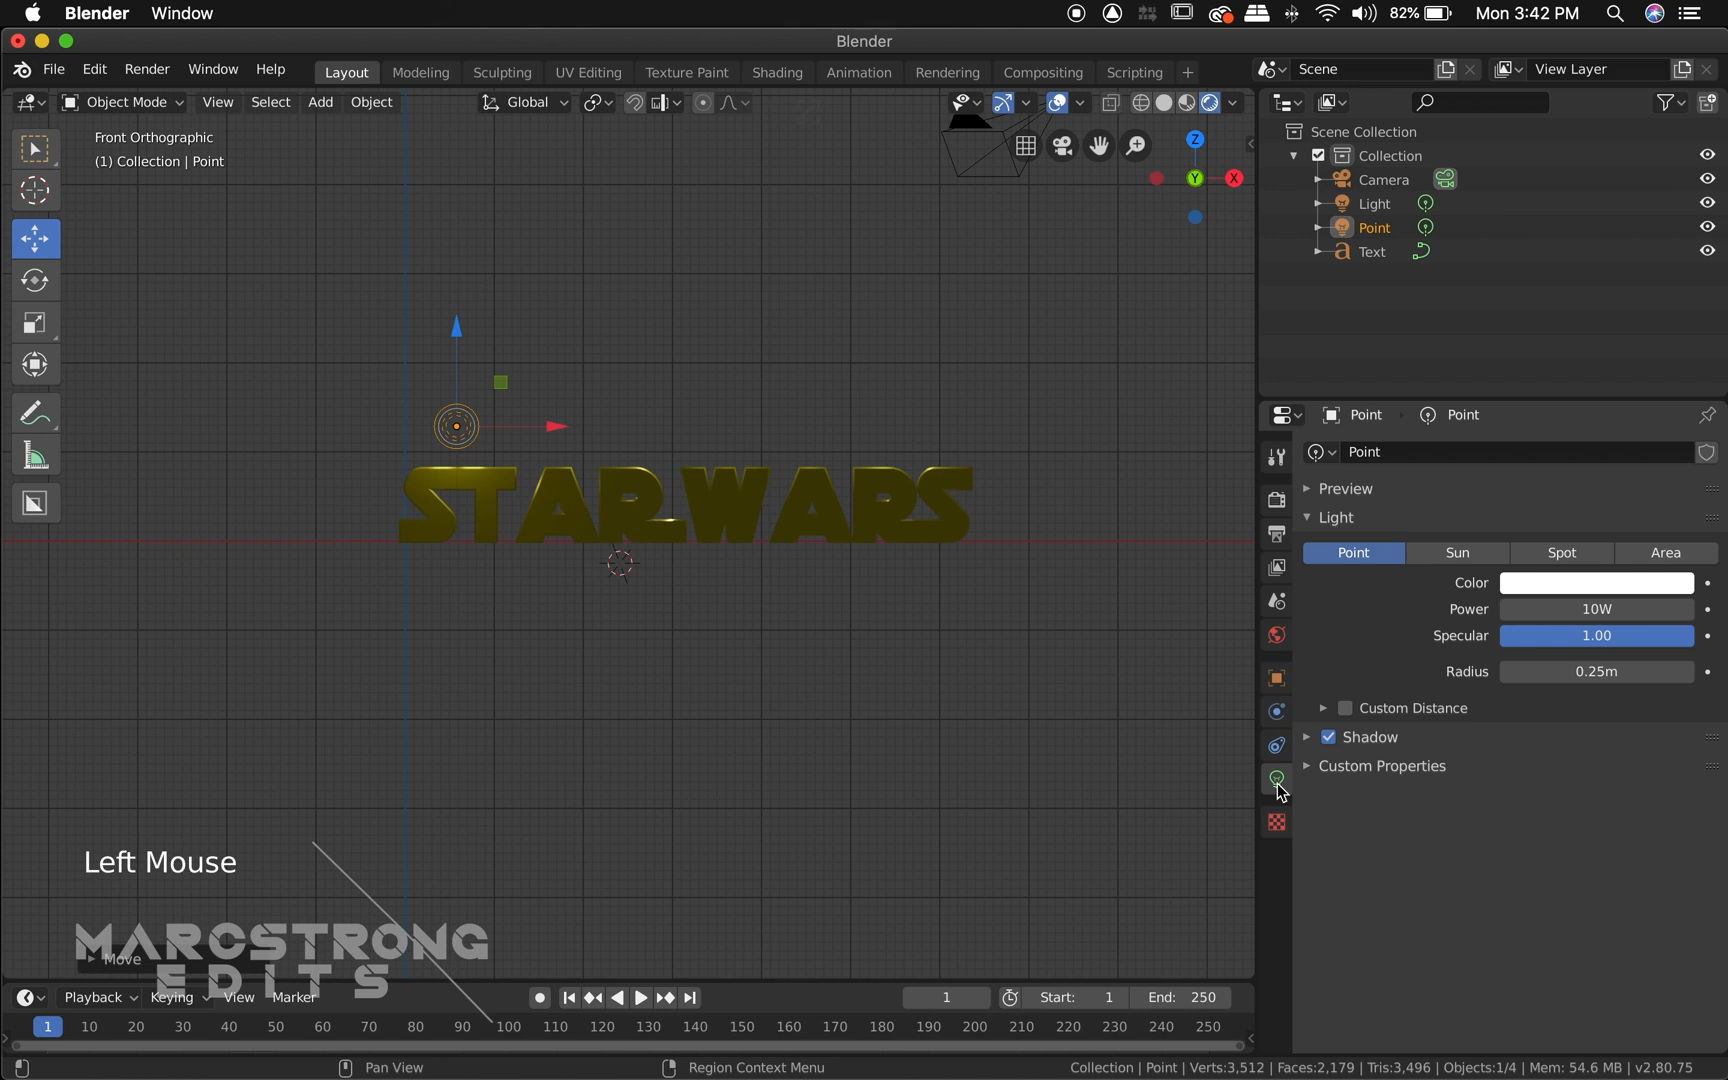 Blender Window 82% Mon 3:42 PM
Blender
File Edit Render Window Help Layout Modeling Sculpting UV Editing Texture Paint Shading Animation Rendering Compositing Scripting + Scene View Layer
Object Mode View Select Add Object Global
Front Orthographic
(1) Collection | Point
Z
Y
X
Scene Collection
Collection
Camera
Light
Point
Text
STAR WARS
Point Point
Point
Preview
Light
Point Sun Spot Area
Color
Power 10W
Specular 1.00
Radius 0.25m
Custom Distance
Shadow
Custom Properties
Left Mouse
MARCSTRONG
EDITS
Move
Playback Keying View Marker 1 Start: 1 End: 250
1 10 20 30 40 50 60 70 80 90 100 110 120 130 140 150 160 170 180 190 200 210 220 230 240 250
Pan View Region Context Menu Collection | Point | Verts:3,512 | Faces:2,179 | Tris:3,496 | Objects:1/4 | Mem: 54.6 MB | v2.80.75